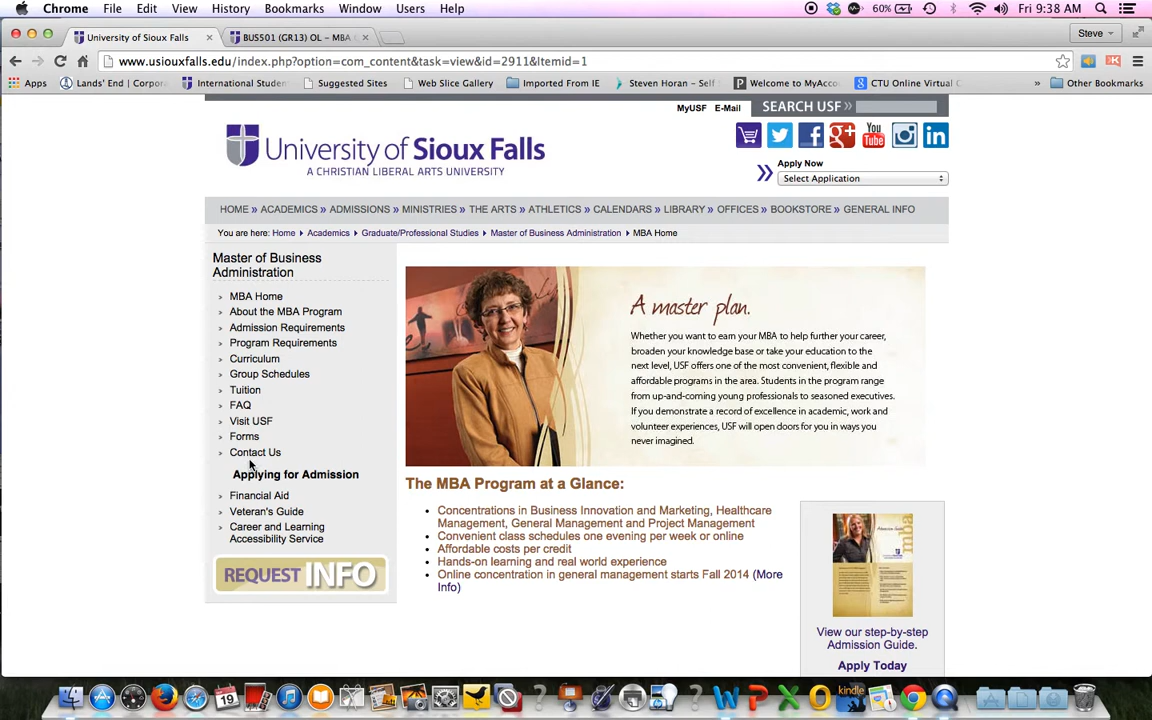 Chrome File Edit View History Bookmarks Window Users Help 60% Fri 9:38 AM
University of Sioux Falls BUS501 (GR13) OL - MBA Steve
www.usiouxfalls.edu/index.php?option=com_content&task=view&id=2911&Itemid=1
Apps Lands' End | Corpora International Studen Suggested Sites Web Slice Gallery Imported From IE Steven Horan - Self S Welcome to MyAcco CTU Online Virtual C » Other Bookmarks
MyUSF E-Mail SEARCH USF »
University of Sioux Falls
A CHRISTIAN LIBERAL ARTS UNIVERSITY
You Tube
Apply Now
Select Application
HOME » ACADEMICS » ADMISSIONS » MINISTRIES » THE ARTS » ATHLETICS » CALENDARS » LIBRARY » OFFICES » BOOKSTORE » GENERAL INFO
You are here: Home Academics Graduate/Professional Studies Master of Business Administration MBA Home
Master of Business
Administration
MBA Home
About the MBA Program
Admission Requirements
Program Requirements
Curriculum
Group Schedules
Tuition
FAQ
Visit USF
Forms
Contact Us
Applying for Admission
Financial Aid
Veteran's Guide
Career and Learning
Accessibility Service
REQUEST INFO
A master plan.
Whether you want to earn your MBA to help further your career,
broaden your knowledge base or take your education to the
next level, USF offers one of the most convenient, flexible and
affordable programs in the area. Students in the program range
from up-and-coming young professionals to seasoned executives.
If you demonstrate a record of excellence in academic, work and
volunteer experiences, USF will open doors for you in ways you
never imagined.
The MBA Program at a Glance:
• Concentrations in Business Innovation and Marketing, Healthcare
Management, General Management and Project Management
• Convenient class schedules one evening per week or online
• Affordable costs per credit
• Hands-on learning and real world experience
• Online concentration in general management starts Fall 2014 (More
Info)
mba
View our step-by-step
Admission Guide.
Apply Today
19
kindle